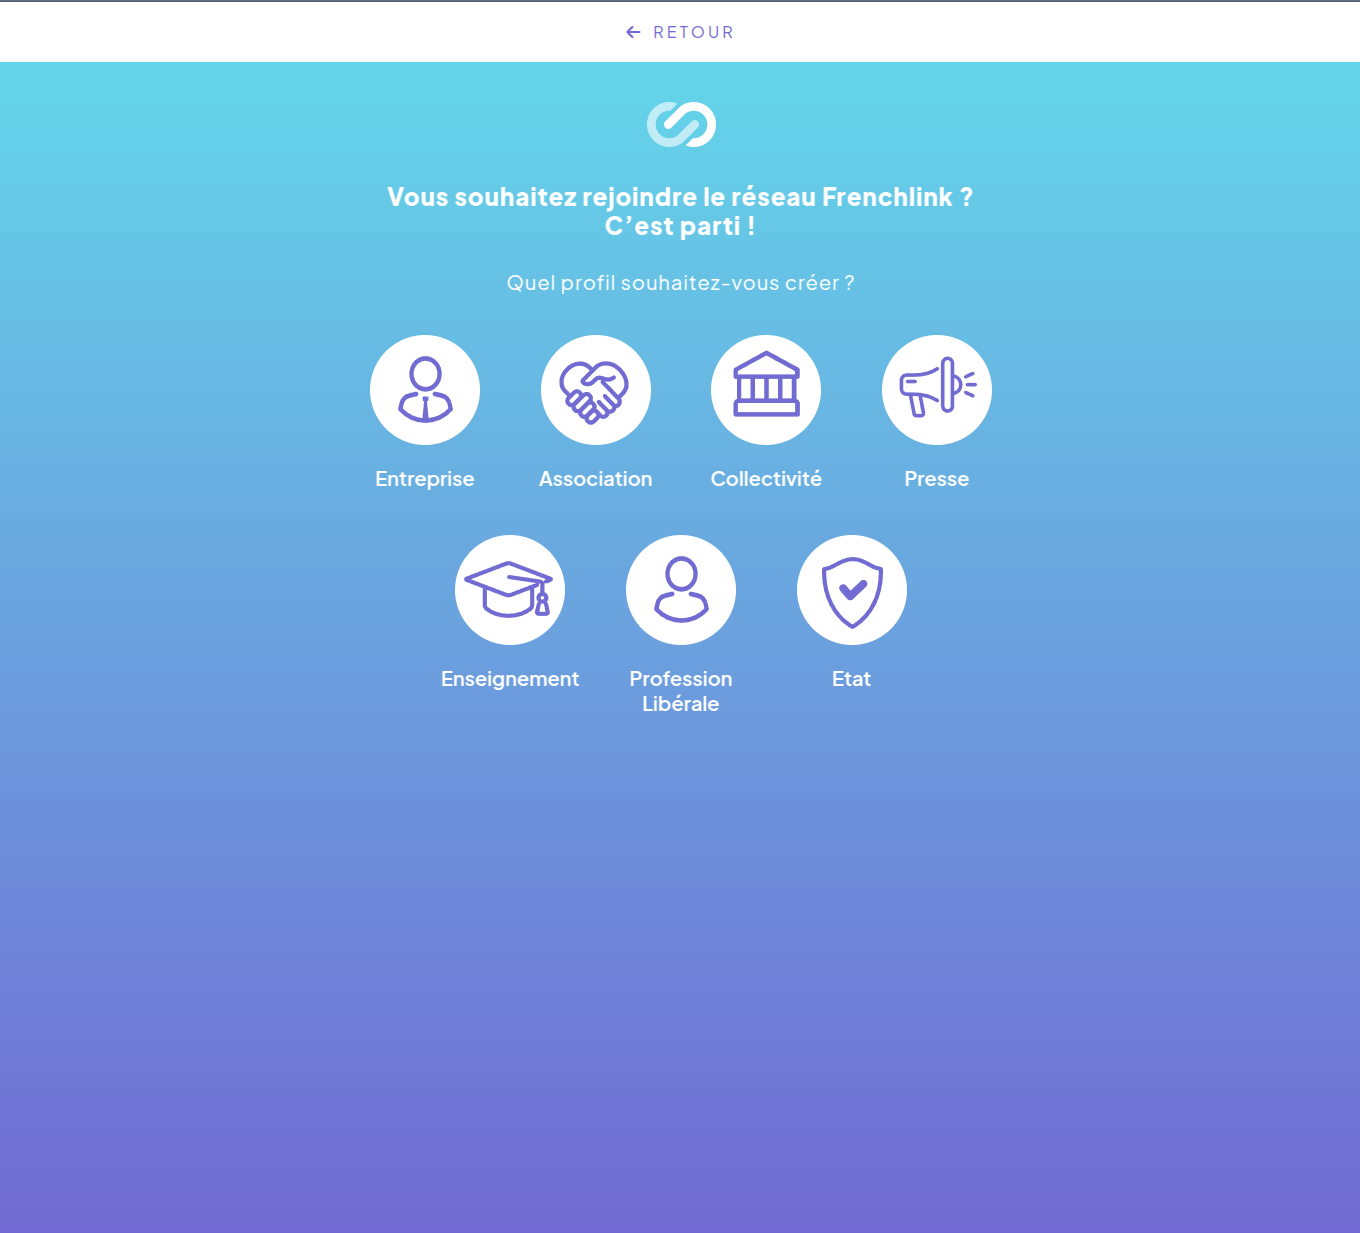 ← RETOUR
Vous souhaitez rejoindre le réseau Frenchlink ?
C’est parti !
Quel profil souhaitez-vous créer ?
Entreprise
Association
Collectivité
Presse
Enseignement
Profession
Libérale
Etat